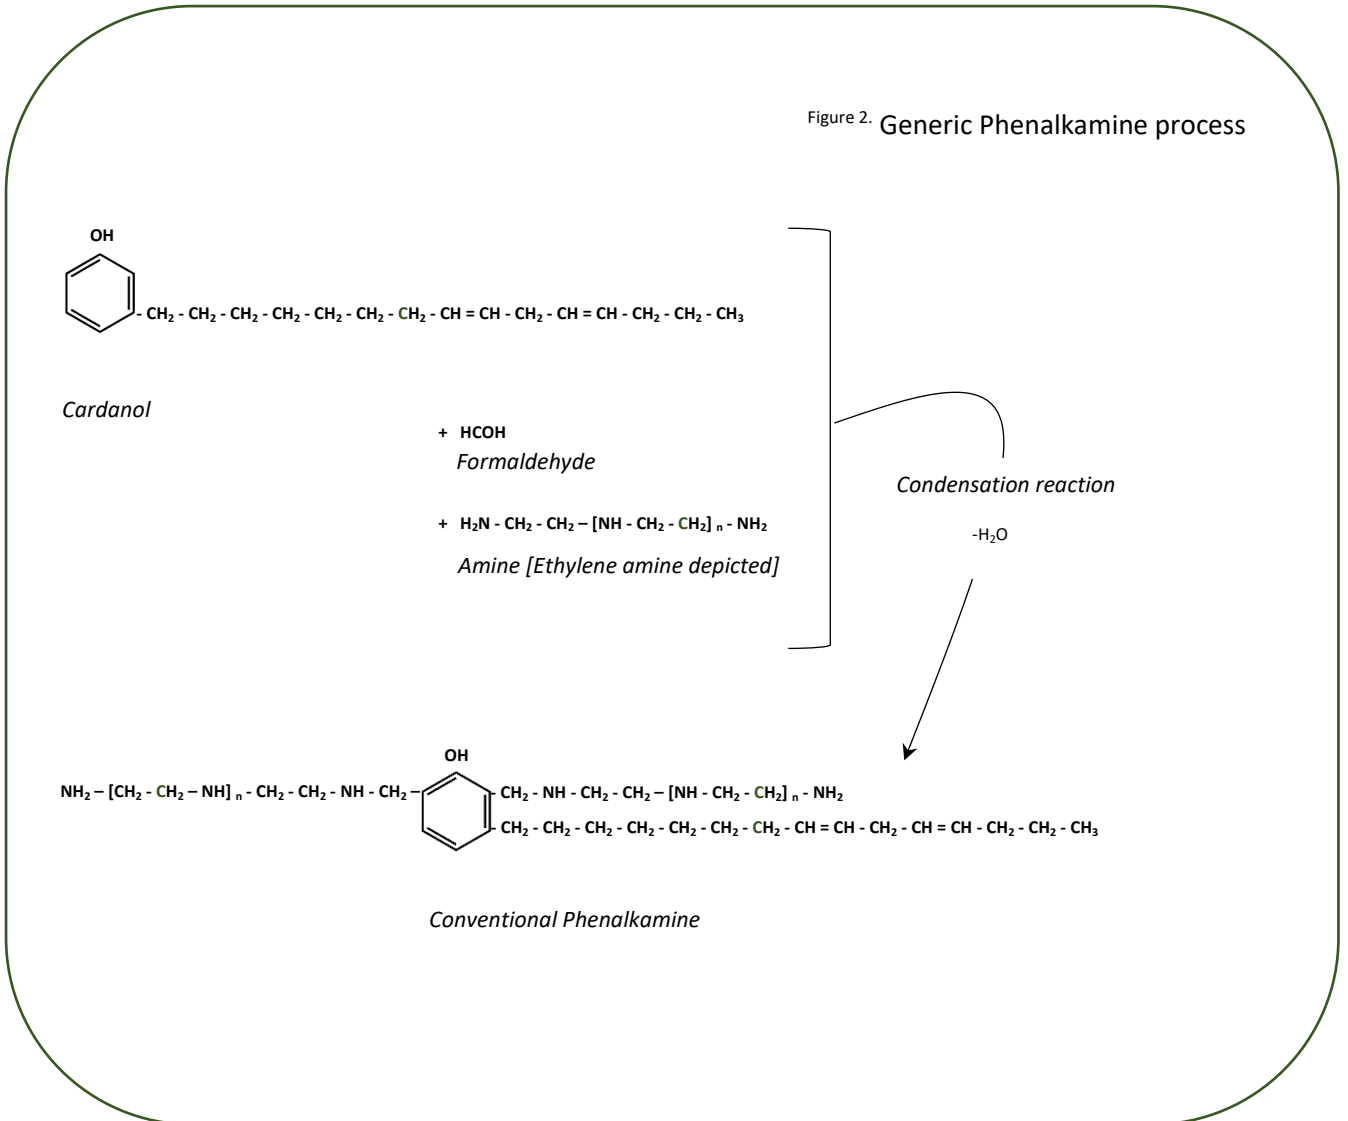 Figure 2. Generic Phenalkamine process
OH
- CH₂ - CH₂ - CH₂ - CH₂ - CH₂ - CH₂ - CH₂ - CH = CH - CH₂ - CH = CH - CH₂ - CH₂ - CH₃
Cardanol
+ HCOH
Formaldehyde
Condensation reaction
+ H₂N - CH₂ - CH₂ – [NH - CH₂ - CH₂] ₙ - NH₂
-H₂O
Amine [Ethylene amine depicted]
OH
NH₂ – [CH₂ - CH₂ – NH] ₙ - CH₂ - CH₂ - NH - CH₂ –
- CH₂ - NH - CH₂ - CH₂ – [NH - CH₂ - CH₂] ₙ - NH₂
- CH₂ - CH₂ - CH₂ - CH₂ - CH₂ - CH₂ - CH₂ - CH = CH - CH₂ - CH = CH - CH₂ - CH₂ - CH₃
Conventional Phenalkamine